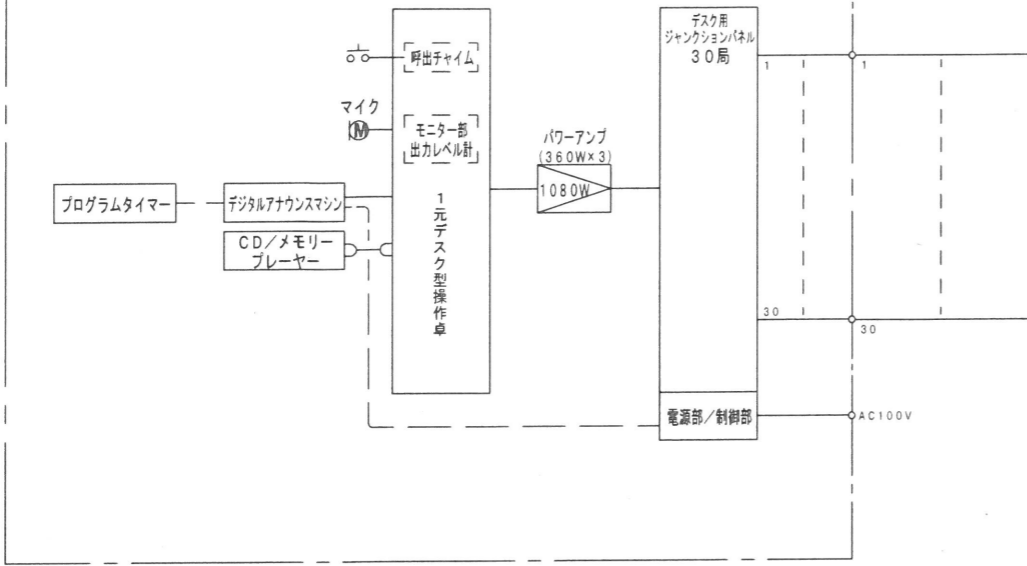 デスク用
ジャンクションパネル
30局
呼出チャイム
1
1
マイク
M
モニター部
出力レベル計
パワーアンプ
(360W×3)
1080W
プログラムタイマー
デジタルアナウンスマシン
CD/メモリー
プレーヤー
1元デスク型操作卓
30
30
電源部/制御部
AC100V